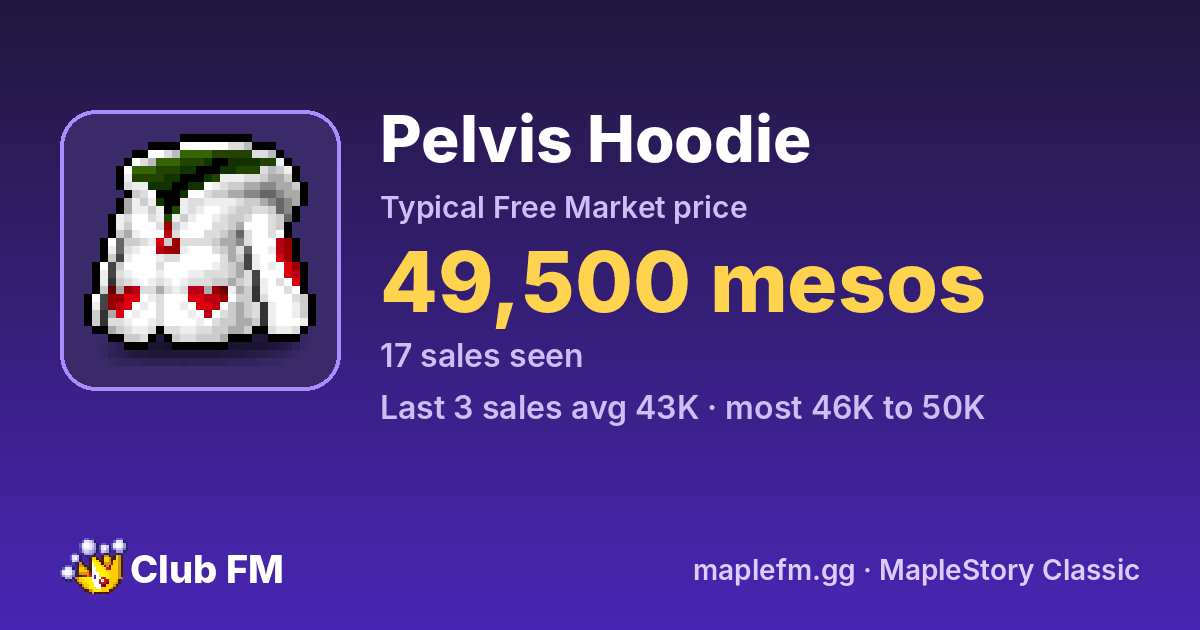 Pelvis Hoodie
Typical Free Market price
49,500 mesos
17 sales seen
Last 3 sales avg 43K · most 46K to 50K
Club FM
maplefm.gg · MapleStory Classic